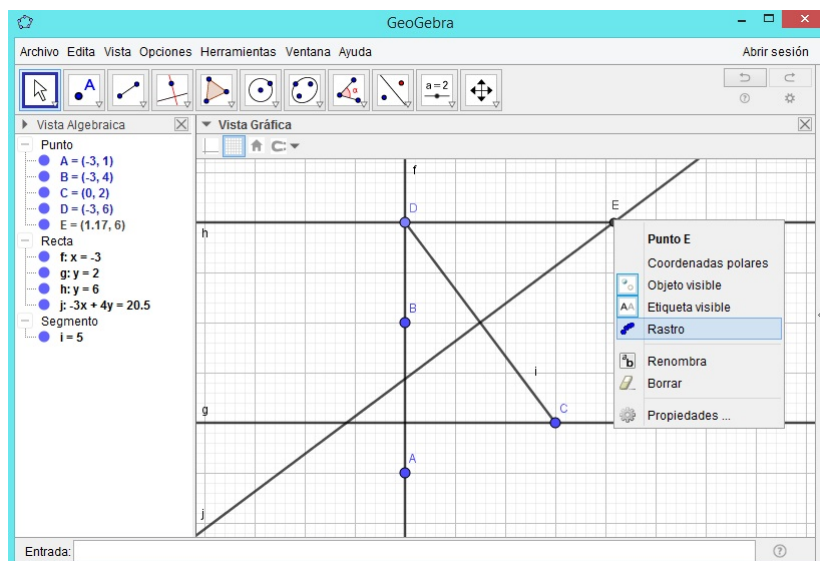 GeoGebra
Archivo Edita Vista Opciones Herramientas Ventana Ayuda Abrir sesión
A α a=2
Vista Algebraica
Punto
A = (-3, 1)
B = (-3, 4)
C = (0, 2)
D = (-3, 6)
E = (1.17, 6)
Recta
f: x = -3
g: y = 2
h: y = 6
j: -3x + 4y = 20.5
Segmento
i = 5
Vista Gráfica
f
D
E
h
B
i
C
g
A
j
Punto E
Coordenadas polares
Objeto visible
AA Etiqueta visible
Rastro
ab Renombra
Borrar
Propiedades ...
Entrada: